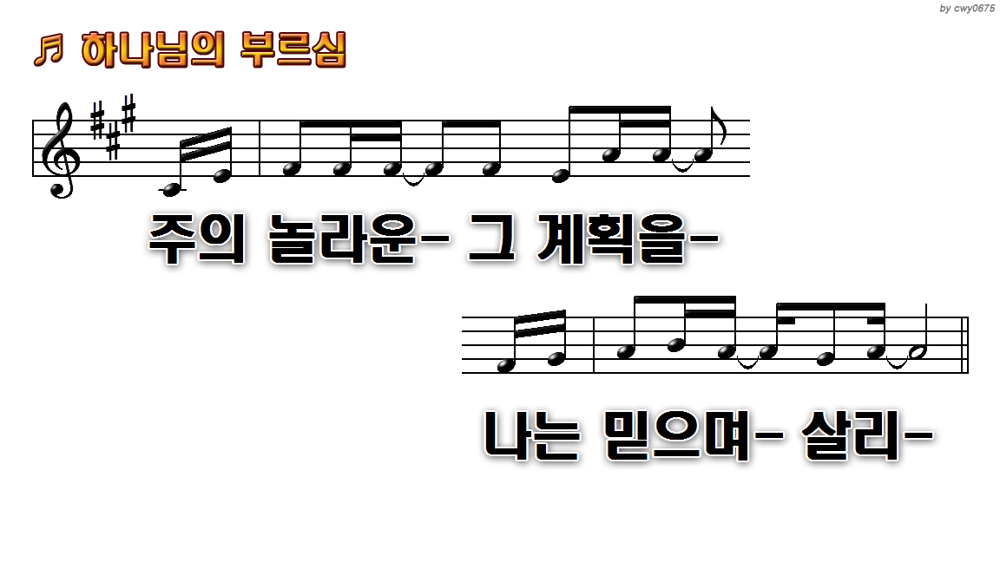 by cwy0675
♬ 하나님의 부르심
주의 놀라운- 그 계획을-
나는 믿으며- 살리-